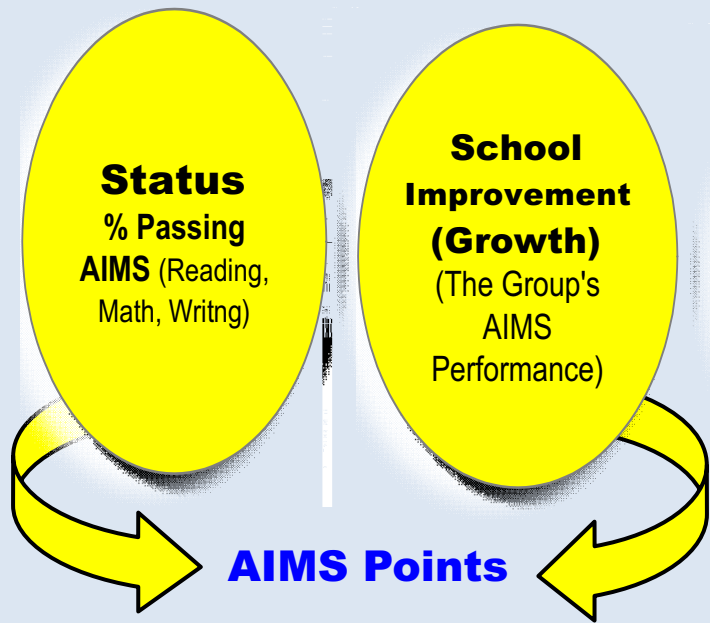 Status
% Passing
AIMS (Reading,
Math, Writng)
School
Improvement
(Growth)
(The Group's
AIMS
Performance)
AIMS Points